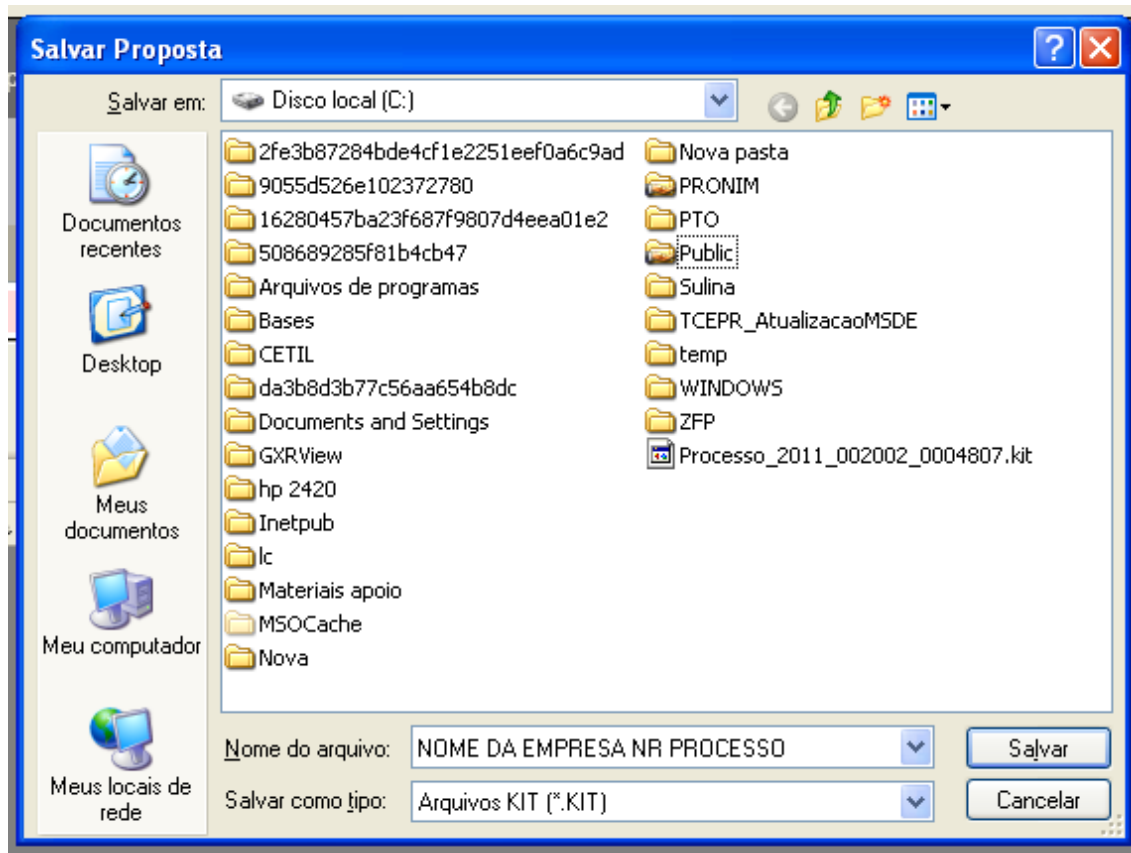 Salvar Proposta
Salvar em:
Disco local (C:)
Documentos
recentes
Desktop
Meus
documentos
Meu computador
Meus locais de
rede
2fe3b87284bde4cf1e2251eef0a6c9ad
9055d526e102372780
16280457ba23f687f9807d4eea01e2
508689285f81b4cb47
Arquivos de programas
Bases
CETIL
da3b8d3b77c56aa654b8dc
Documents and Settings
GXRView
hp 2420
Inetpub
lc
Materiais apoio
MSOCache
Nova
Nova pasta
PRONIM
PTO
Public
Sulina
TCEPR_AtualizacaoMSDE
temp
WINDOWS
ZFP
Processo_2011_002002_0004807.kit
Nome do arquivo:
NOME DA EMPRESA NR PROCESSO
Salvar
Salvar como tipo:
Arquivos KIT (*.KIT)
Cancelar